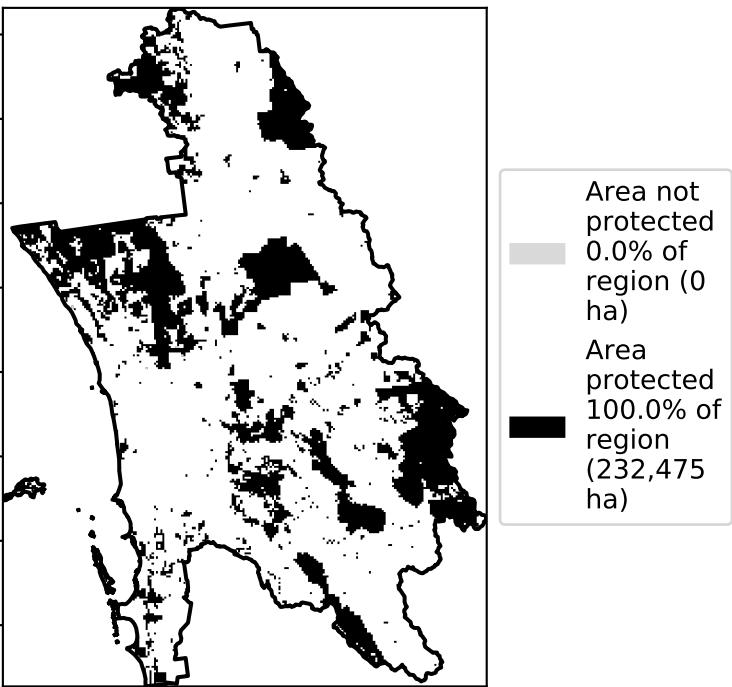 Area not
protected
0.0% of
region (0
ha)
Area
protected
100.0% of
region
(232,475
ha)